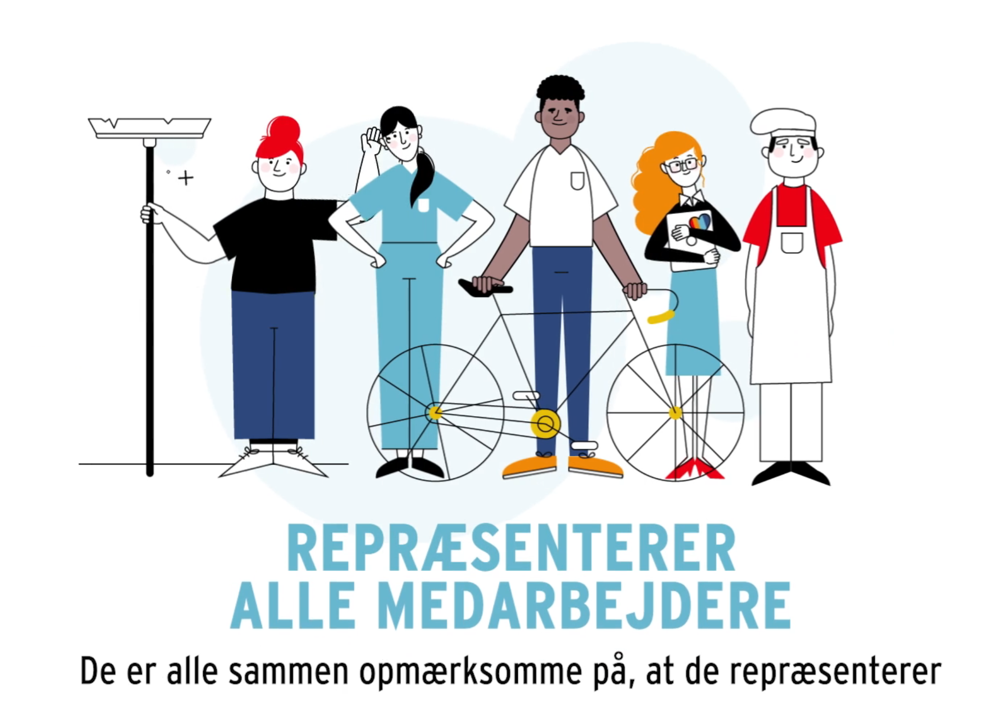 REPRÆSENTERER
ALLE MEDARBEJDERE
De er alle sammen opmærksomme på, at de repræsenterer